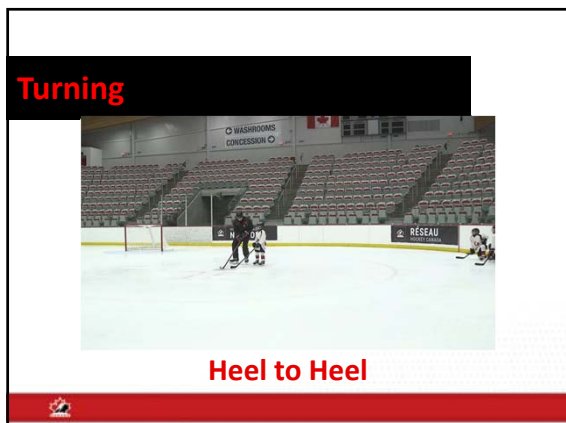 Turning
← WASHROOMS
CONCESSION →
RÉSEAU
HOCKEY CANADA
Heel to Heel